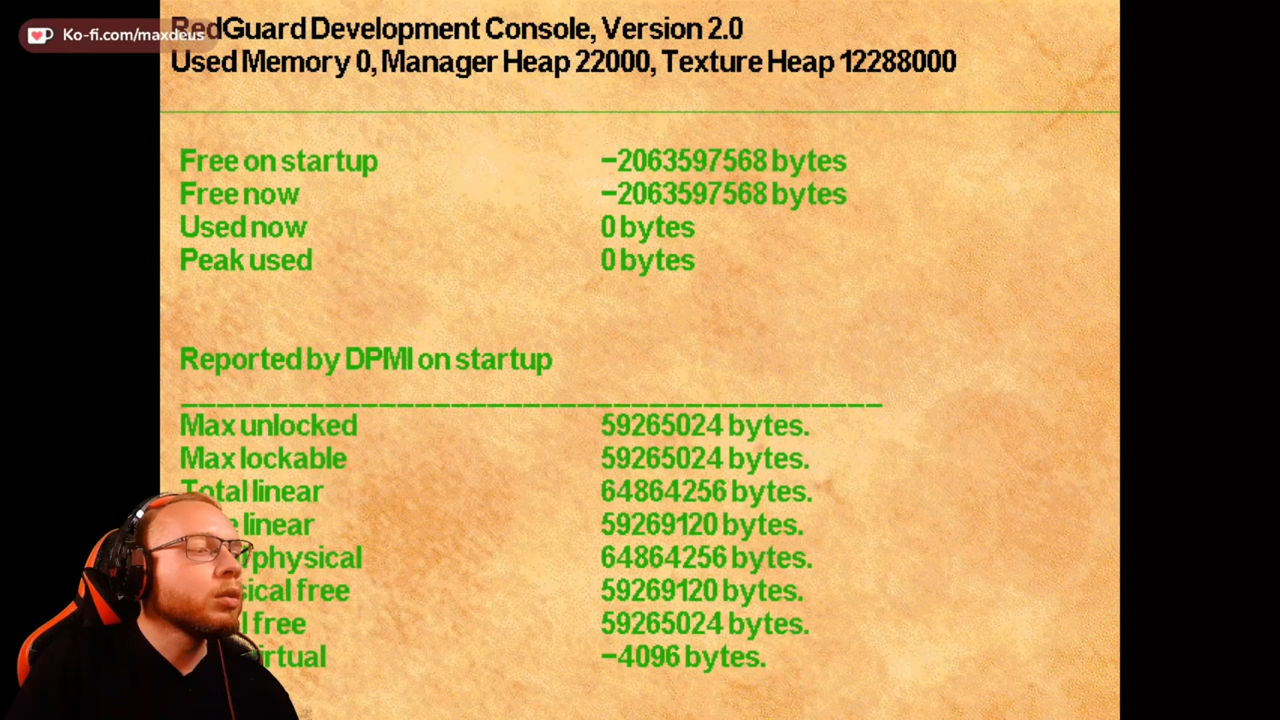 Ko-fi.com/maxdeus
RedGuard Development Console, Version 2.0
Used Memory 0, Manager Heap 22000, Texture Heap 12288000
Free on startup -2063597568 bytes
Free now -2063597568 bytes
Used now 0 bytes
Peak used 0 bytes
Reported by DPMI on startup
Max unlocked 59265024 bytes.
Max lockable 59265024 bytes.
Total linear 64864256 bytes.
linear 59269120 bytes.
physical 64864256 bytes.
free 59269120 bytes.
free 59265024 bytes.
-4096 bytes.